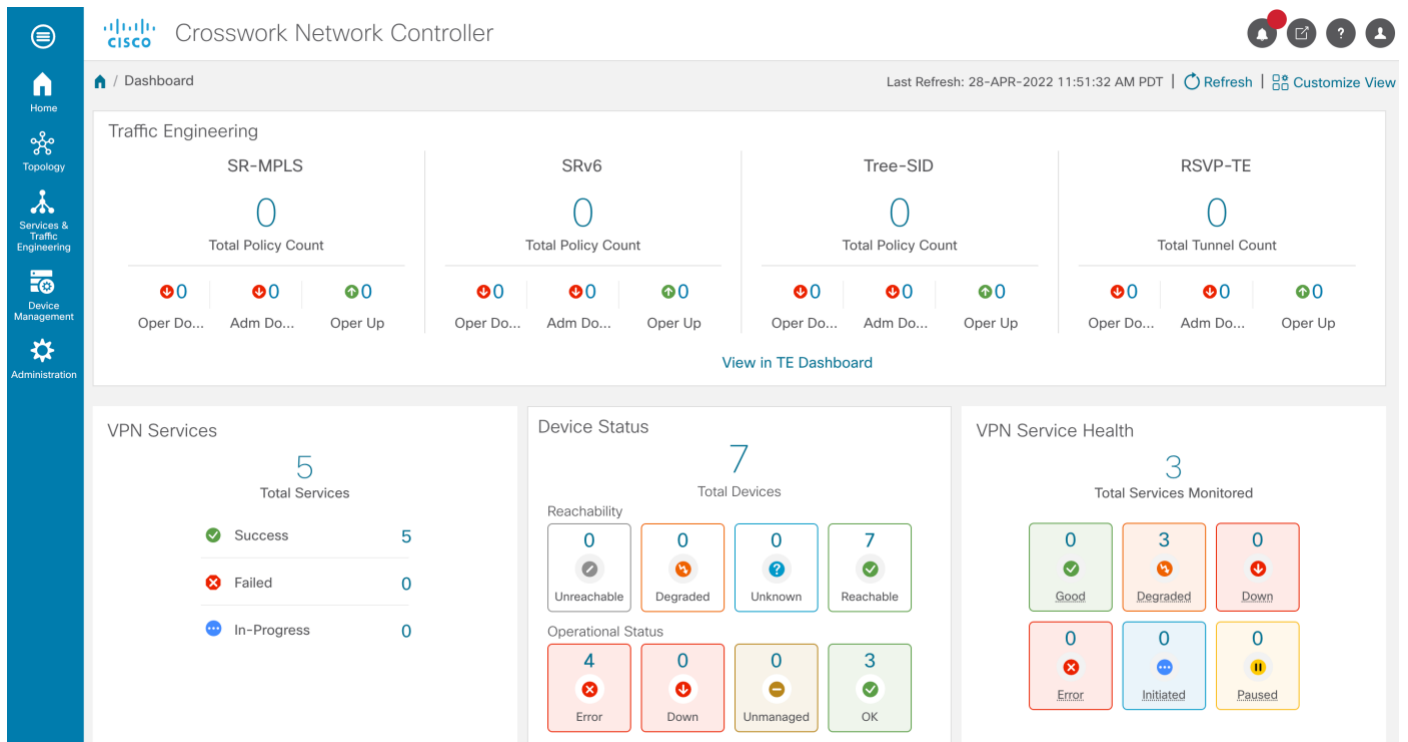 CISCO Crosswork Network Controller
Home
Topology
Services &
Traffic
Engineering
Device
Management
Administration
/ Dashboard
Last Refresh: 28-APR-2022 11:51:32 AM PDT | Refresh | Customize View
Traffic Engineering
SR-MPLS
0
Total Policy Count
0 0 0
Oper Do... Adm Do... Oper Up
SRv6
0
Total Policy Count
0 0 0
Oper Do... Adm Do... Oper Up
Tree-SID
0
Total Policy Count
0 0 0
Oper Do... Adm Do... Oper Up
RSVP-TE
0
Total Tunnel Count
0 0 0
Oper Do... Adm Do... Oper Up
View in TE Dashboard
VPN Services
5
Total Services
Success 5
Failed 0
In-Progress 0
Device Status
7
Total Devices
Reachability
0 0 0 7
Unreachable Degraded Unknown Reachable
Operational Status
4 0 0 3
Error Down Unmanaged OK
VPN Service Health
3
Total Services Monitored
0 3 0
Good Degraded Down
0 0 0
Error Initiated Paused